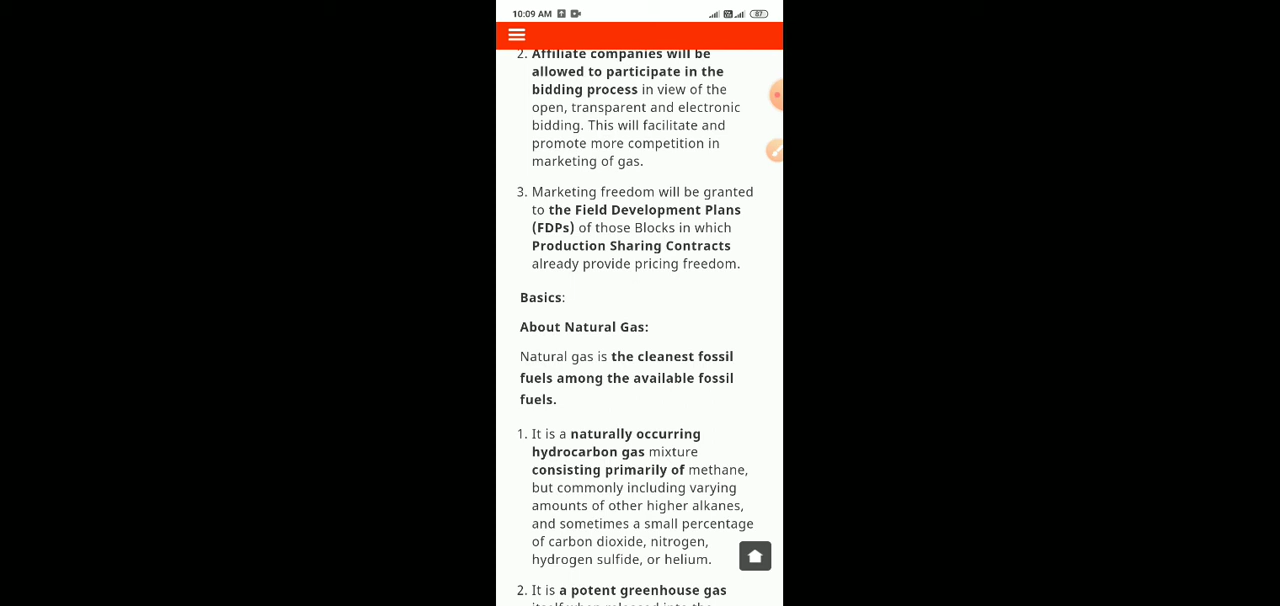 10:09 AM
87
2. Affiliate companies will be
allowed to participate in the
bidding process in view of the
open, transparent and electronic
bidding. This will facilitate and
promote more competition in
marketing of gas.
3. Marketing freedom will be granted
to the Field Development Plans
(FDPs) of those Blocks in which
Production Sharing Contracts
already provide pricing freedom.
Basics:
About Natural Gas:
Natural gas is the cleanest fossil
fuels among the available fossil
fuels.
1. It is a naturally occurring
hydrocarbon gas mixture
consisting primarily of methane,
but commonly including varying
amounts of other higher alkanes,
and sometimes a small percentage
of carbon dioxide, nitrogen,
hydrogen sulfide, or helium.
2. It is a potent greenhouse gas
itself when released into the